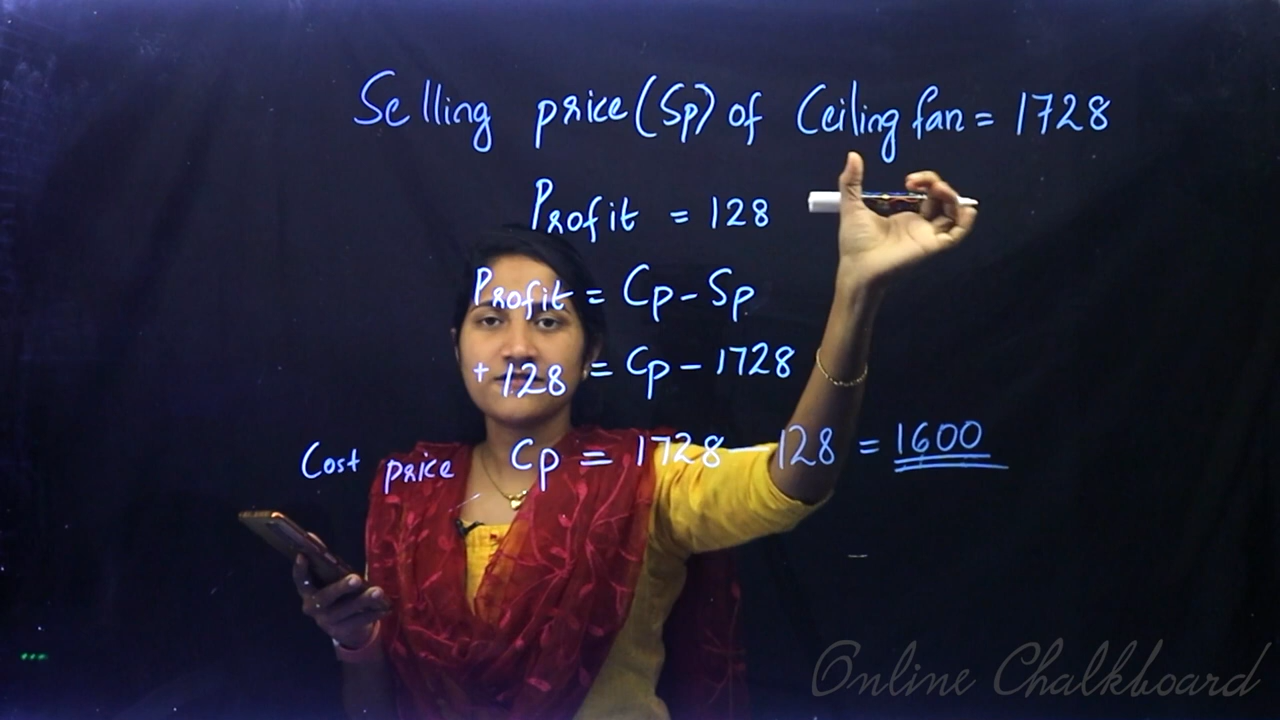 Selling price (Sp) of Ceiling fan = 1728
Profit = 128
Profit = Cp - Sp
+ 128 = Cp - 1728
Cost price Cp = 1728 - 128 = 1600
Online Chalkboard